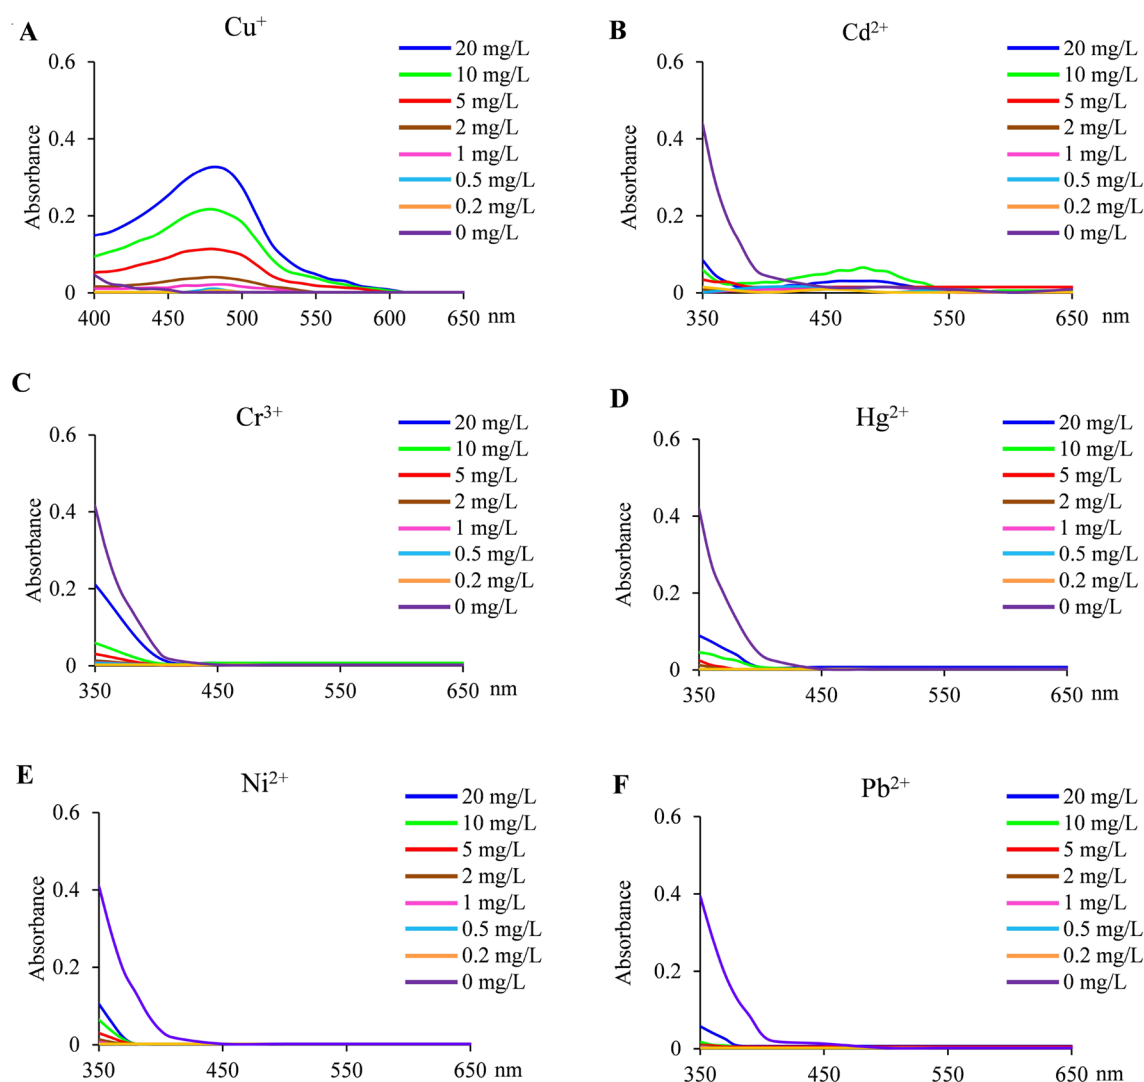 A
Cu⁺
Absorbance
0.6
0.4
0.2
0
400
450
500
550
600
650
nm
20 mg/L
10 mg/L
5 mg/L
2 mg/L
1 mg/L
0.5 mg/L
0.2 mg/L
0 mg/L
B
Cd²⁺
Absorbance
0.6
0.4
0.2
0
350
450
550
650
nm
20 mg/L
10 mg/L
5 mg/L
2 mg/L
1 mg/L
0.5 mg/L
0.2 mg/L
0 mg/L
C
Cr³⁺
Absorbance
0.6
0.4
0.2
0
350
450
550
650
nm
20 mg/L
10 mg/L
5 mg/L
2 mg/L
1 mg/L
0.5 mg/L
0.2 mg/L
0 mg/L
D
Hg²⁺
Absorbance
0.6
0.4
0.2
0
350
450
550
650
nm
20 mg/L
10 mg/L
5 mg/L
2 mg/L
1 mg/L
0.5 mg/L
0.2 mg/L
0 mg/L
E
Ni²⁺
Absorbance
0.6
0.4
0.2
0
350
450
550
650
nm
20 mg/L
10 mg/L
5 mg/L
2 mg/L
1 mg/L
0.5 mg/L
0.2 mg/L
0 mg/L
F
Pb²⁺
Absorbance
0.6
0.4
0.2
0
350
450
550
650
nm
20 mg/L
10 mg/L
5 mg/L
2 mg/L
1 mg/L
0.5 mg/L
0.2 mg/L
0 mg/L